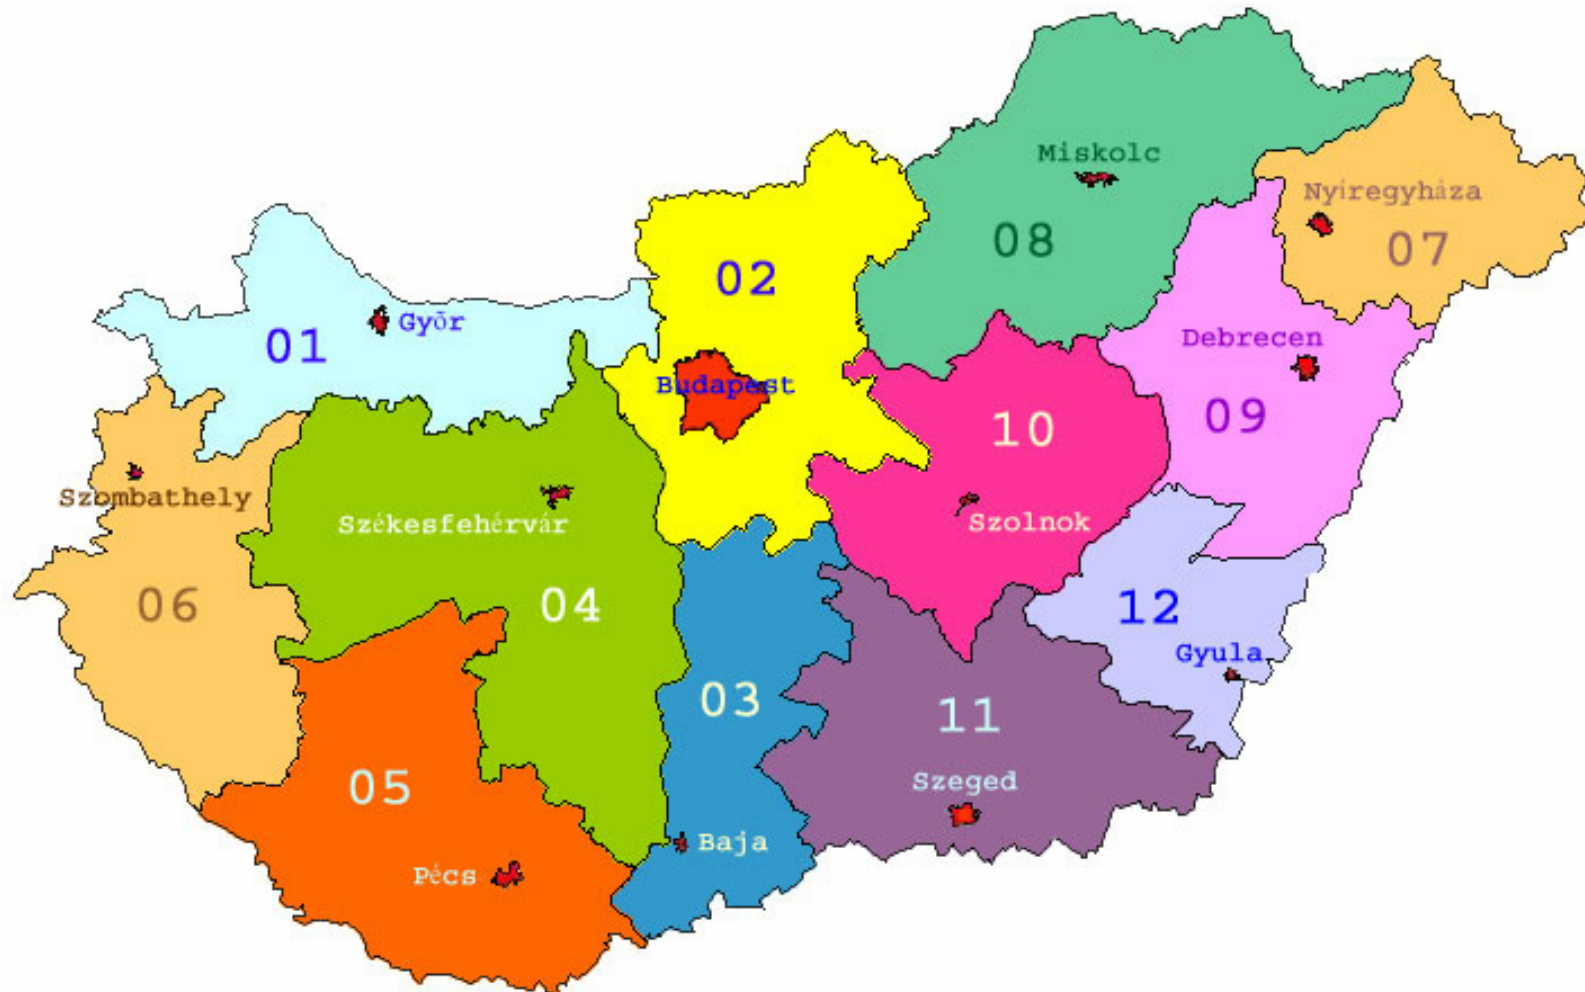 Miskolc
Nyíregyháza
08
07
02
Győr
01
Debrecen
Budapest
09
10
Szombathely
Székesfehérvár
Szolnok
06
04
12
Gyula
03
11
05
Szeged
Baja
Pécs